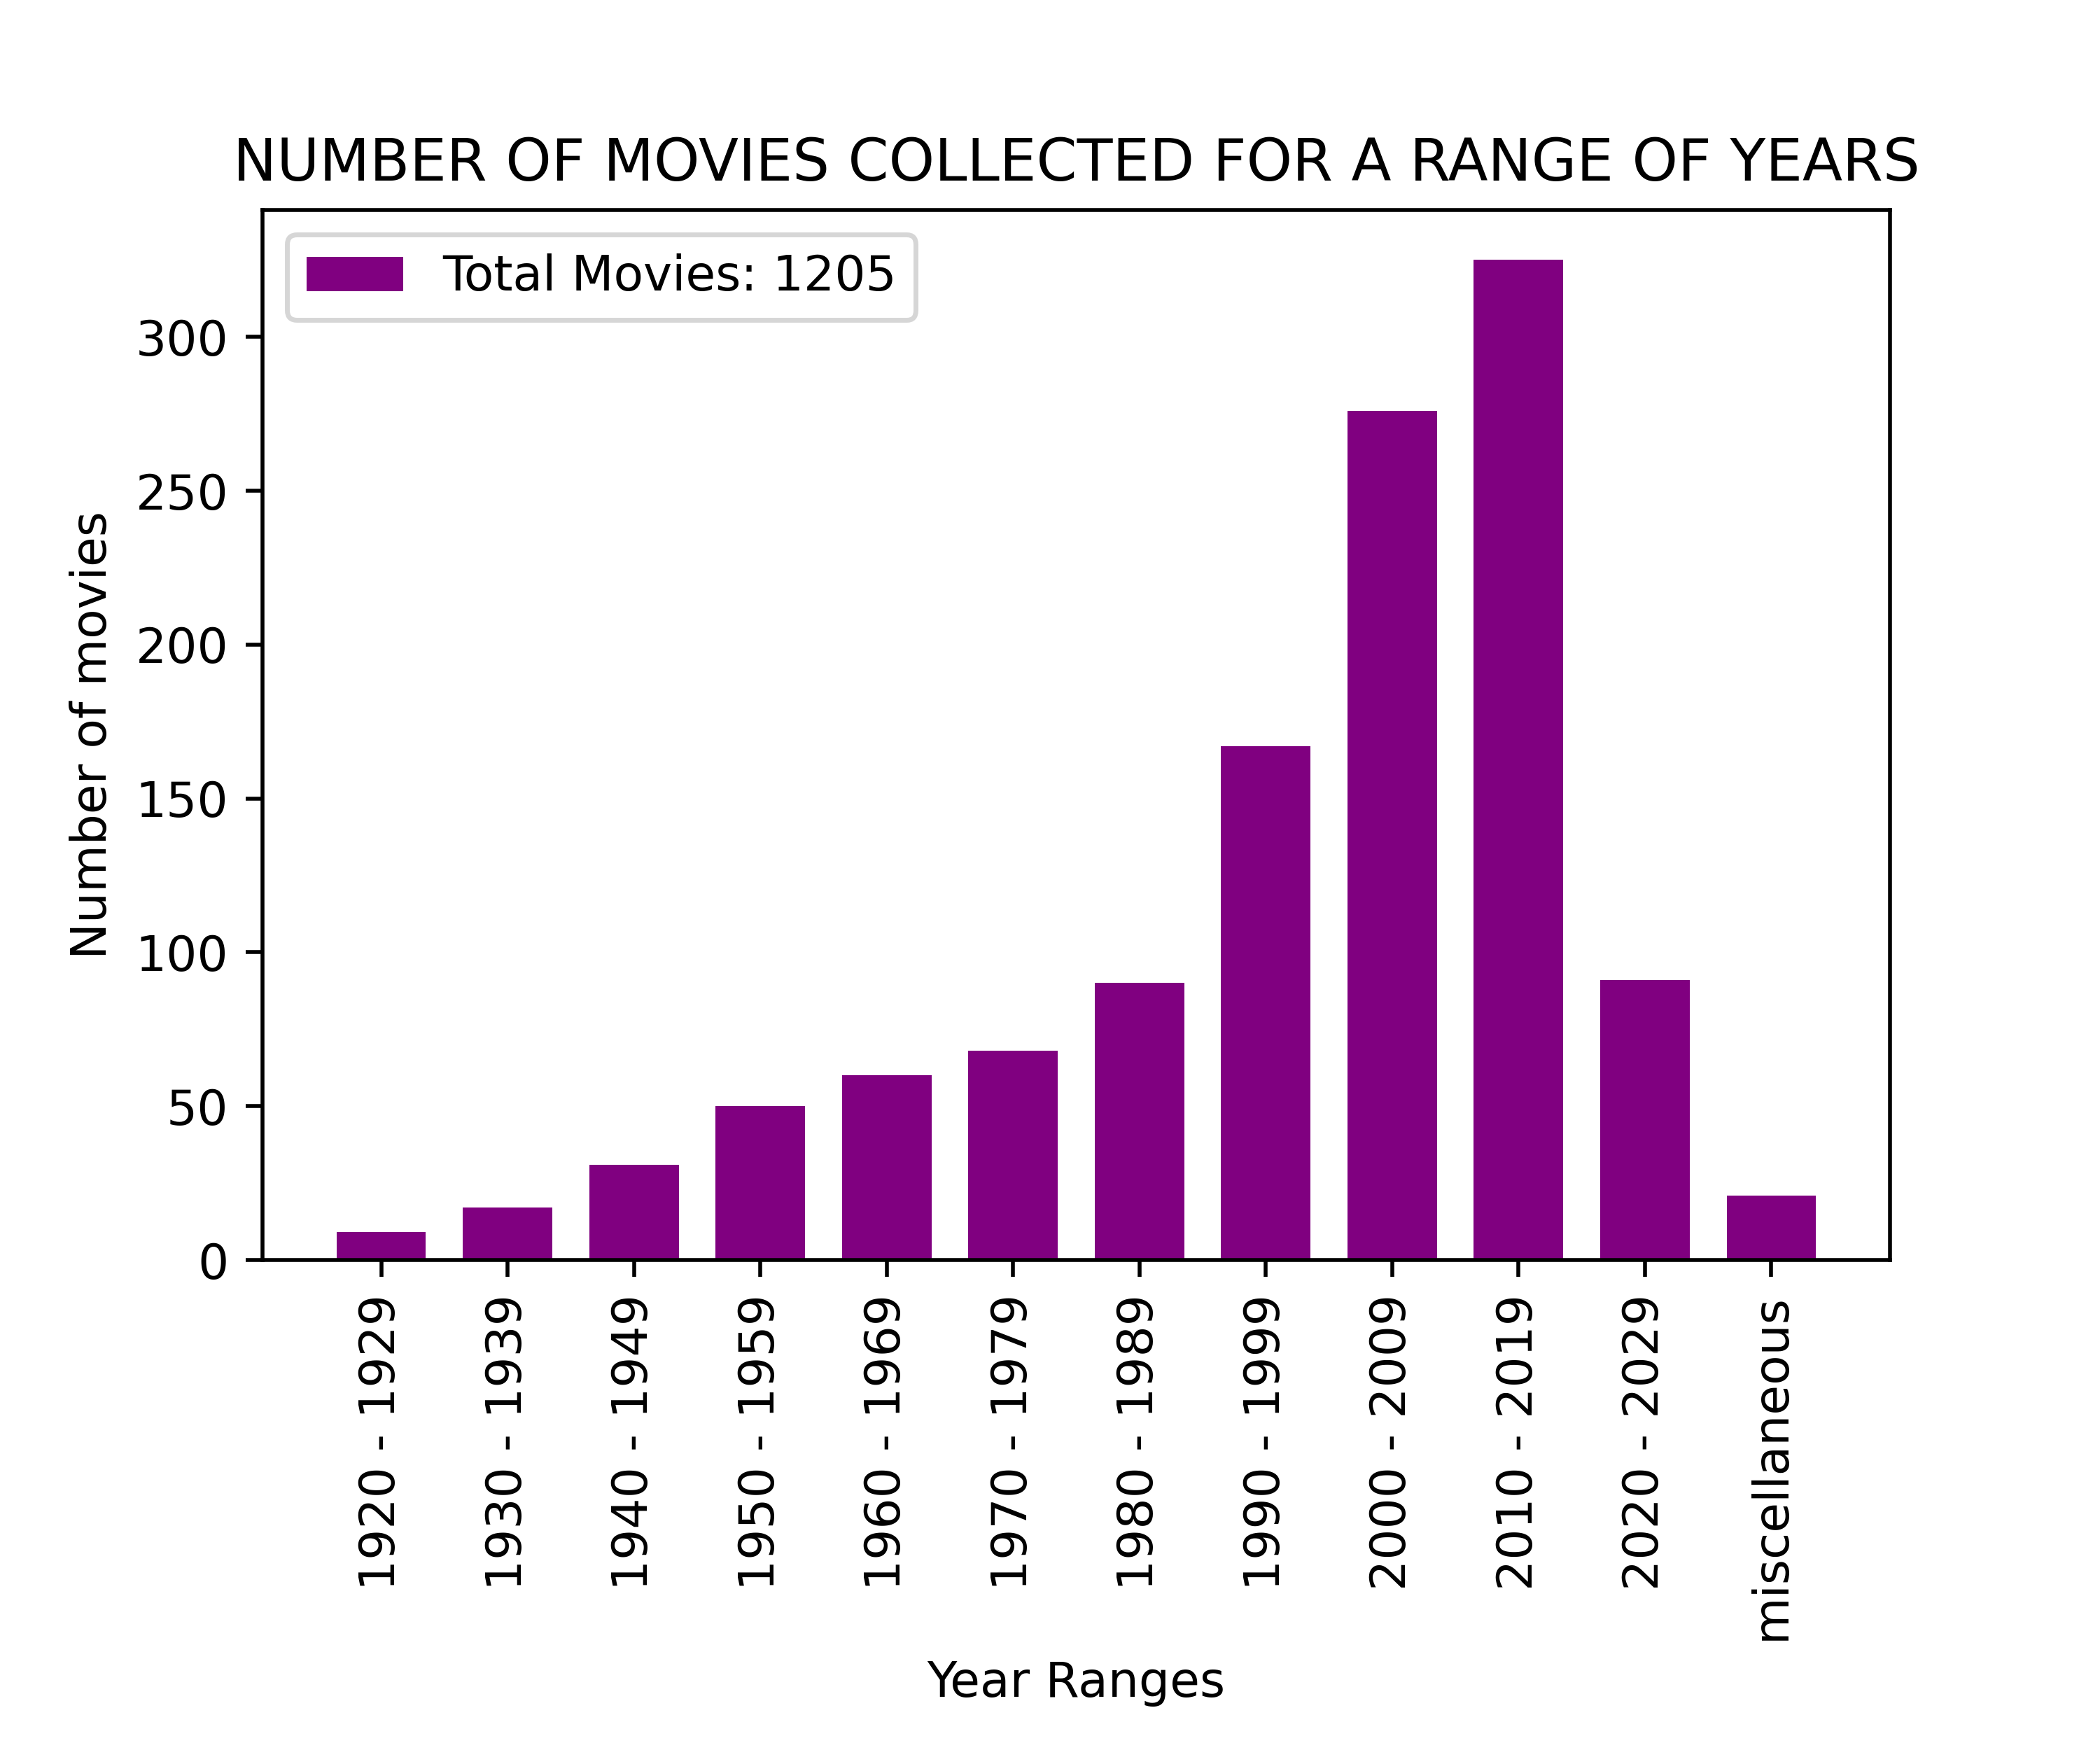 NUMBER OF MOVIES COLLECTED FOR A RANGE OF YEARS
Total Movies: 1205
Number of movies
300
250
200
150
100
50
0
1920 - 1929
1930 - 1939
1940 - 1949
1950 - 1959
1960 - 1969
1970 - 1979
1980 - 1989
1990 - 1999
2000 - 2009
2010 - 2019
2020 - 2029
miscellaneous
Year Ranges